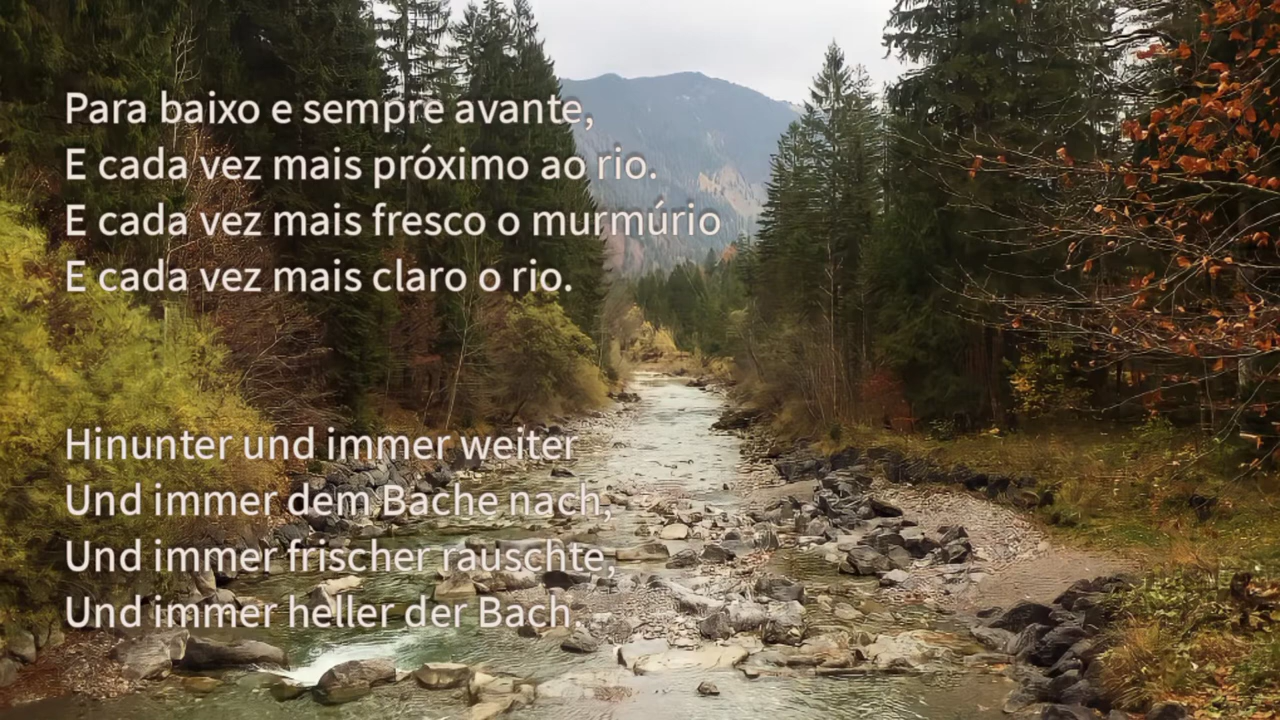 Para baixo e sempre avante,
E cada vez mais próximo ao rio.
E cada vez mais fresco o murmúrio
E cada vez mais claro o rio.
Hinunter und immer weiter
Und immer dem Bache nach,
Und immer frischer rauschte,
Und immer heller der Bach.